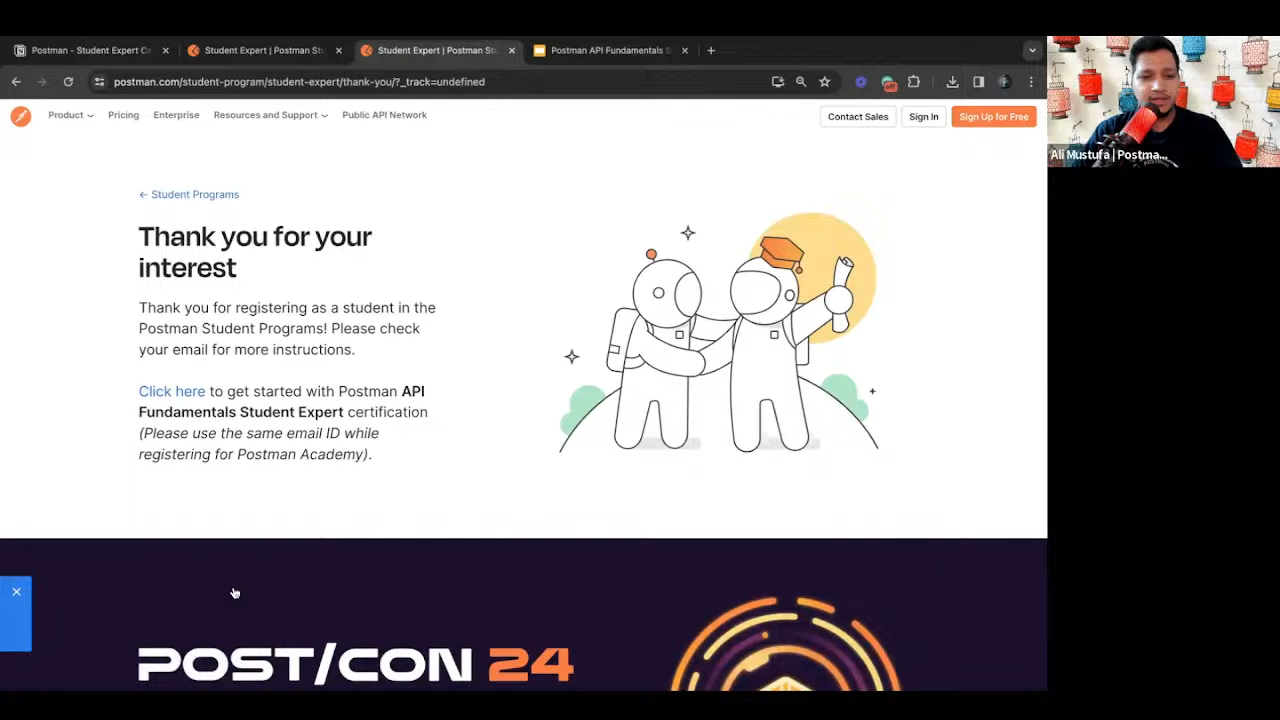 Postman - Student Expert Ce
Student Expert | Postman Stu
Student Expert | Postman Stu
Postman API Fundamentals S
postman.com/student-program/student-expert/thank-you/?_track=undefined
off
Product
Pricing
Enterprise
Resources and Support
Public API Network
Contact Sales
Sign In
Sign Up for Free
Ali Mustufa | Postma...
← Student Programs
Thank you for your
interest
Thank you for registering as a student in the
Postman Student Programs! Please check
your email for more instructions.
Click here to get started with Postman API
Fundamentals Student Expert certification
(Please use the same email ID while
registering for Postman Academy).
POST/CON 24